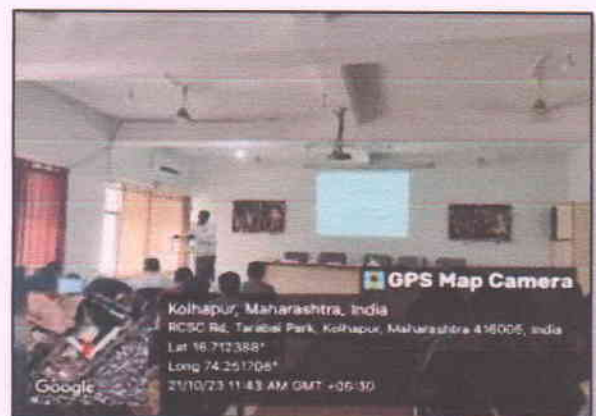 GPS Map Camera
Kolhapur, Maharashtra, India
RCSC Rd, Tarabai Park, Kolhapur, Maharashtra 416005, India
Lat 16.712388°
Long 74.251706°
21/10/23 11:43 AM GMT +05:30
Google